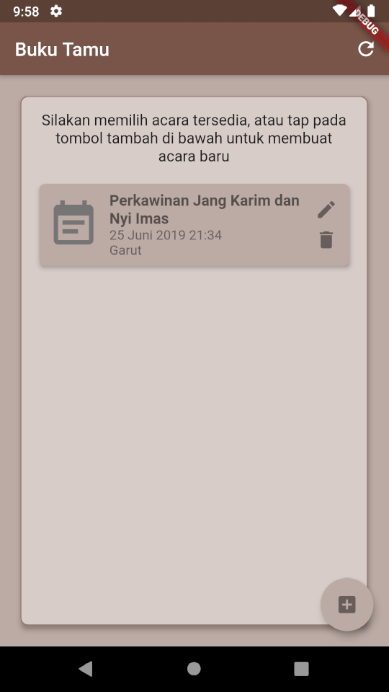 9:58
DEBUG
Buku Tamu
Silakan memilih acara tersedia, atau tap pada
tombol tambah di bawah untuk membuat
acara baru
Perkawinan Jang Karim dan
Nyi Imas
25 Juni 2019 21:34
Garut